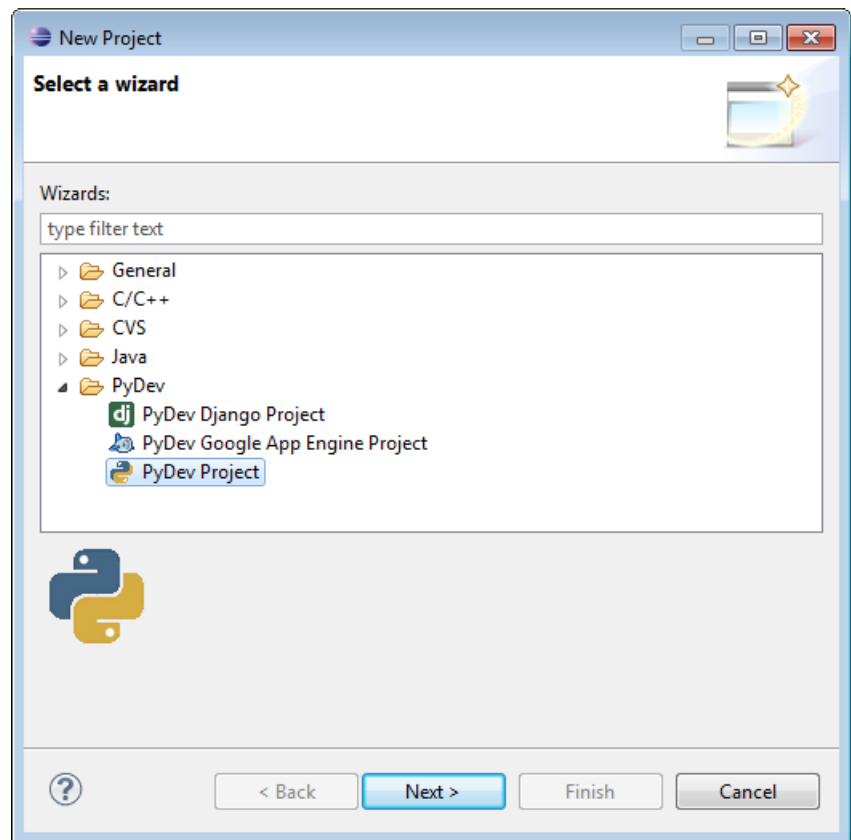 New Project
Select a wizard
Wizards:
type filter text
General
C/C++
CVS
Java
PyDev
dj PyDev Django Project
PyDev Google App Engine Project
PyDev Project
? < Back Next > Finish Cancel